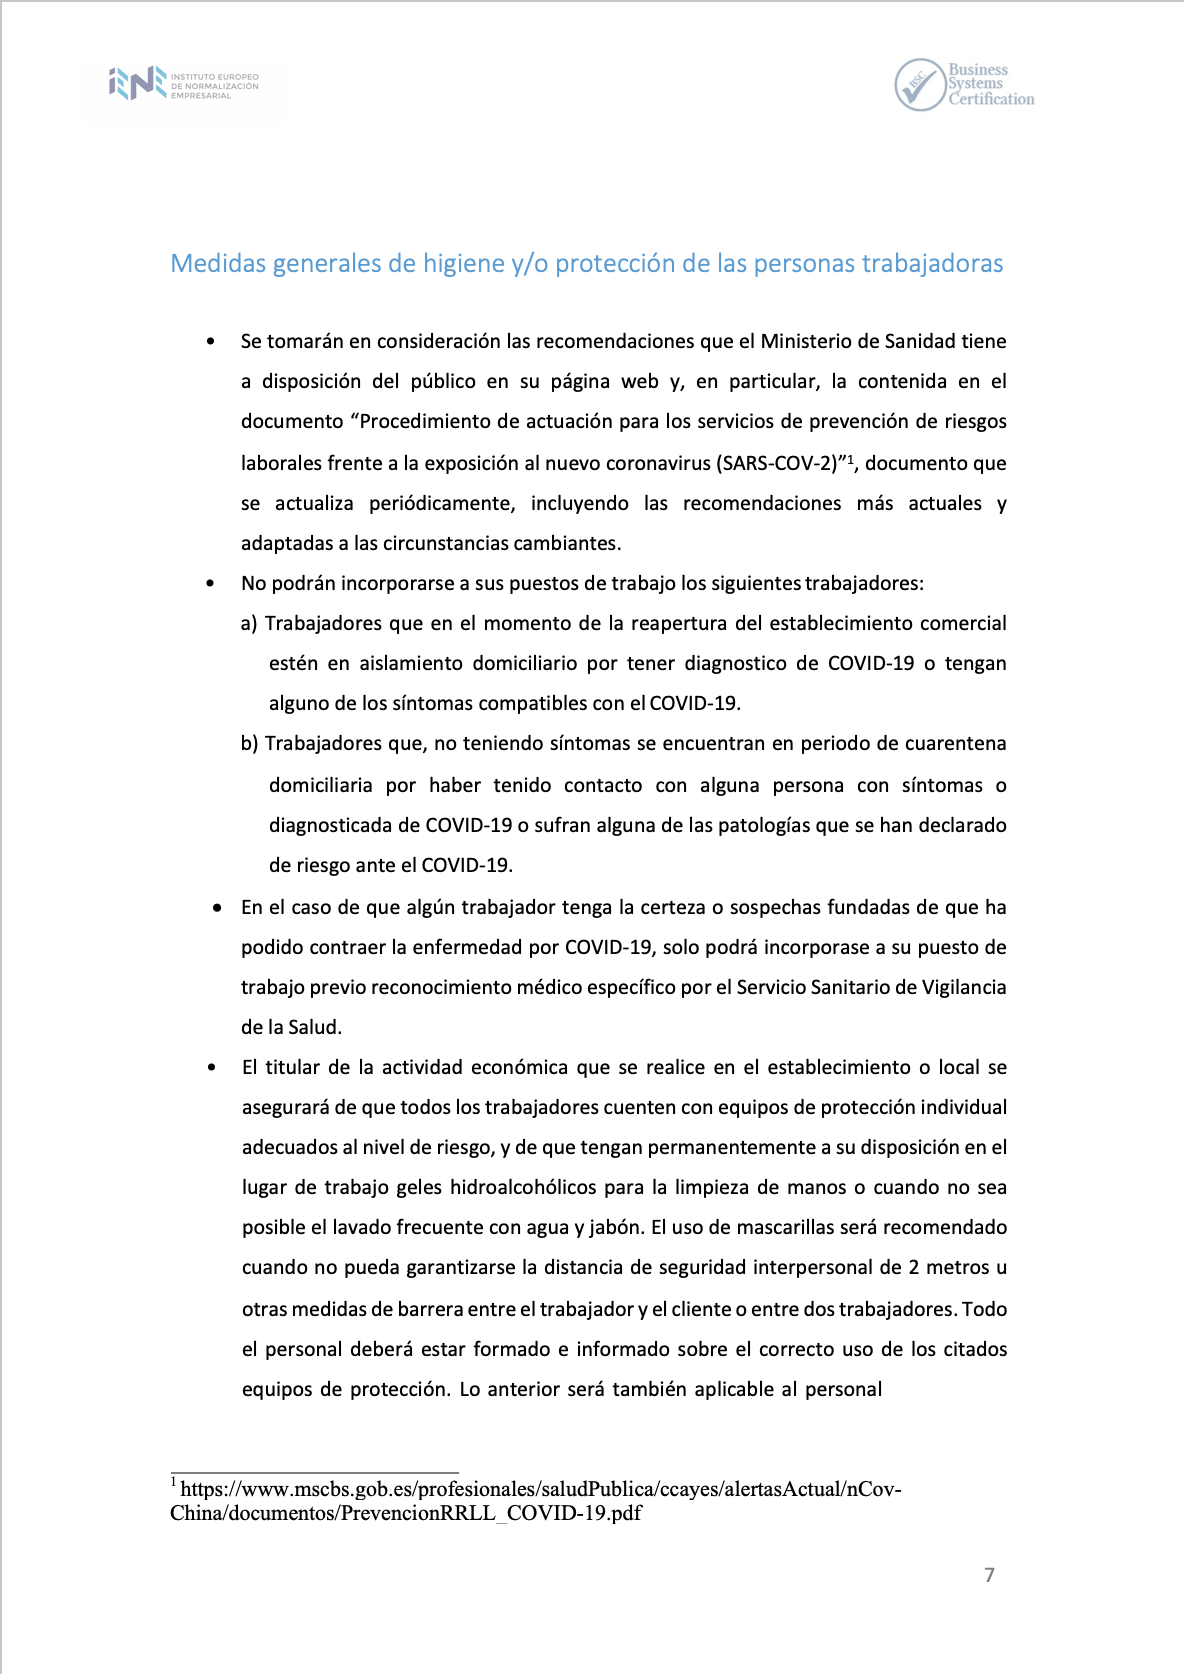 INSTITUTO EUROPEO
DE NORMALIZACIÓN
EMPRESARIAL
BSC
Business
Systems
Certification
Medidas generales de higiene y/o protección de las personas trabajadoras
• Se tomarán en consideración las recomendaciones que el Ministerio de Sanidad tiene
a disposición del público en su página web y, en particular, la contenida en el
documento “Procedimiento de actuación para los servicios de prevención de riesgos
laborales frente a la exposición al nuevo coronavirus (SARS-COV-2)”¹, documento que
se actualiza periódicamente, incluyendo las recomendaciones más actuales y
adaptadas a las circunstancias cambiantes.
• No podrán incorporarse a sus puestos de trabajo los siguientes trabajadores:
a) Trabajadores que en el momento de la reapertura del establecimiento comercial
estén en aislamiento domiciliario por tener diagnostico de COVID-19 o tengan
alguno de los síntomas compatibles con el COVID-19.
b) Trabajadores que, no teniendo síntomas se encuentran en periodo de cuarentena
domiciliaria por haber tenido contacto con alguna persona con síntomas o
diagnosticada de COVID-19 o sufran alguna de las patologías que se han declarado
de riesgo ante el COVID-19.
• En el caso de que algún trabajador tenga la certeza o sospechas fundadas de que ha
podido contraer la enfermedad por COVID-19, solo podrá incorporase a su puesto de
trabajo previo reconocimiento médico específico por el Servicio Sanitario de Vigilancia
de la Salud.
• El titular de la actividad económica que se realice en el establecimiento o local se
asegurará de que todos los trabajadores cuenten con equipos de protección individual
adecuados al nivel de riesgo, y de que tengan permanentemente a su disposición en el
lugar de trabajo geles hidroalcohólicos para la limpieza de manos o cuando no sea
posible el lavado frecuente con agua y jabón. El uso de mascarillas será recomendado
cuando no pueda garantizarse la distancia de seguridad interpersonal de 2 metros u
otras medidas de barrera entre el trabajador y el cliente o entre dos trabajadores. Todo
el personal deberá estar formado e informado sobre el correcto uso de los citados
equipos de protección. Lo anterior será también aplicable al personal
¹ https://www.mscbs.gob.es/profesionales/saludPublica/ccayes/alertasActual/nCov-
China/documentos/PrevencionRRLL_COVID-19.pdf
7